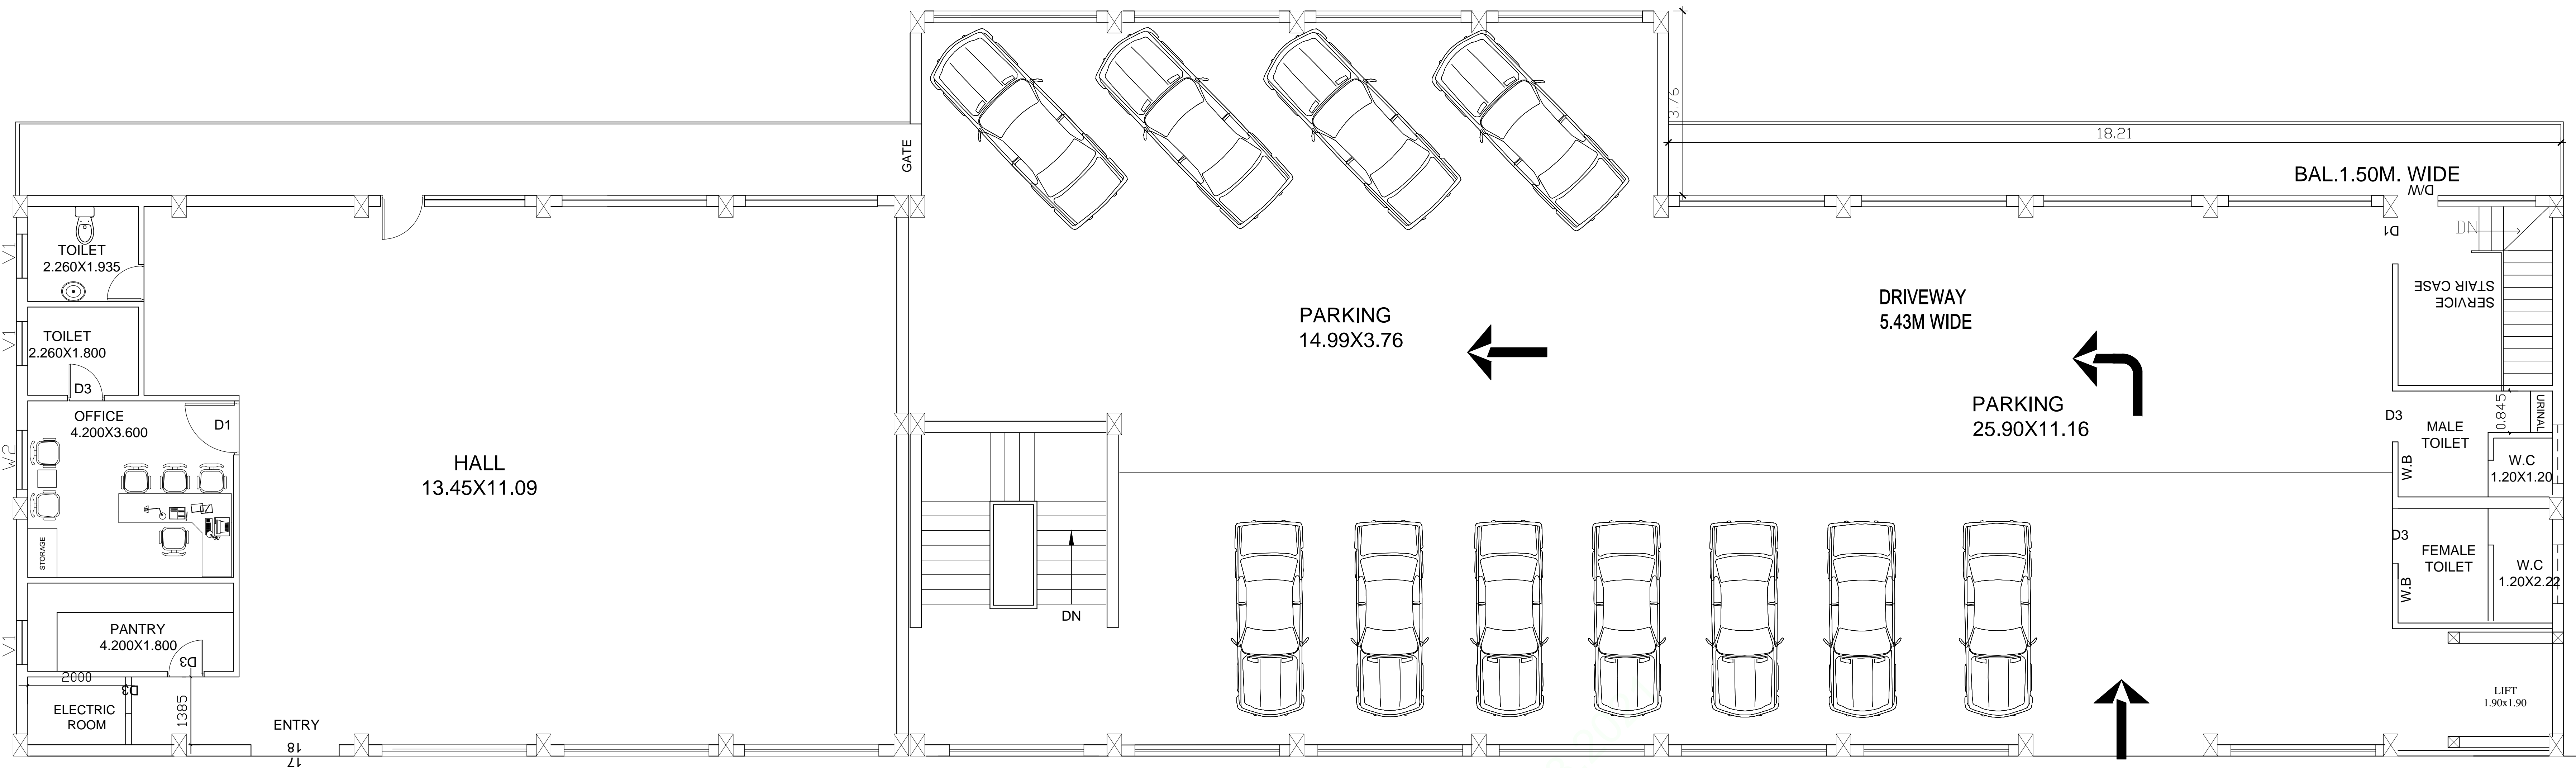 3.76
18.21
BAL.1.50M. WIDE
D/W
GATE
V1
TOILET
2.260X1.935
D1
DN
SERVICE
STAIR CASE
V1
TOILET
2.260X1.800
D3
PARKING
14.99X3.76
DRIVEWAY
5.43M WIDE
OFFICE
4.200X3.600
D1
W2
STORAGE
HALL
13.45X11.09
PARKING
25.90X11.16
D3
MALE
TOILET
0.845
URINAL
W.B
W.C
1.20X1.20
D3
FEMALE
TOILET
W.B
W.C
1.20X2.22
DN
V1
PANTRY
4.200X1.800
D3
2000
D3
ELECTRIC
ROOM
1385
ENTRY
18
17
LIFT
1.90x1.90